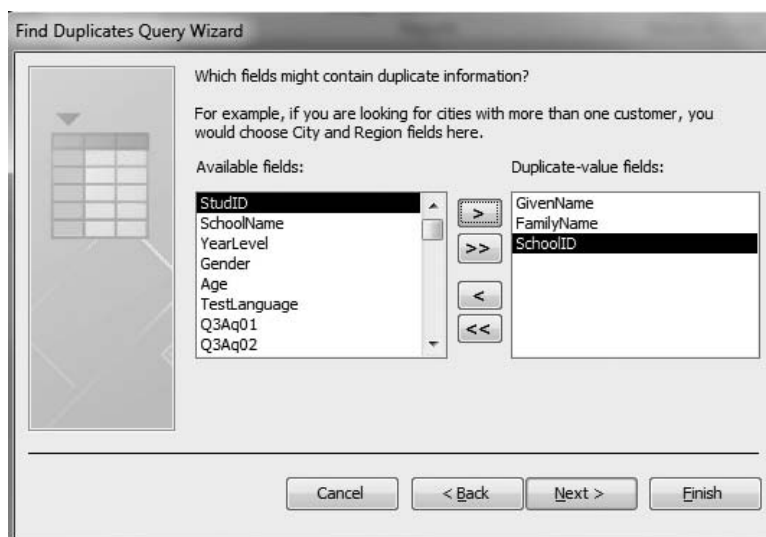 Find Duplicates Query Wizard
Which fields might contain duplicate information?
For example, if you are looking for cities with more than one customer, you
would choose City and Region fields here.
Available fields:
StudID
SchoolName
YearLevel
Gender
Age
TestLanguage
Q3Aq01
Q3Aq02
>
>>
<
<<
Duplicate-value fields:
GivenName
FamilyName
SchoolID
Cancel
< Back
Next >
Finish